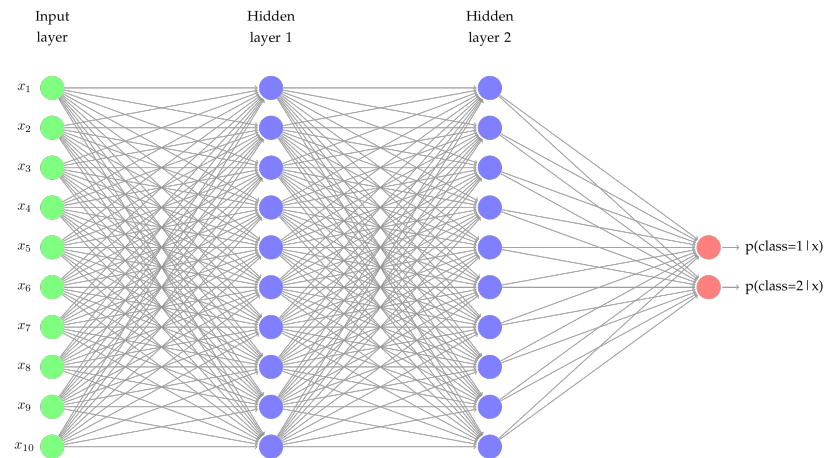 Input
layer
Hidden
layer 1
Hidden
layer 2
x₁
x₂
x₃
x₄
x₅
x₆
x₇
x₈
x₉
x₁₀
p(class=1|x)
p(class=2|x)